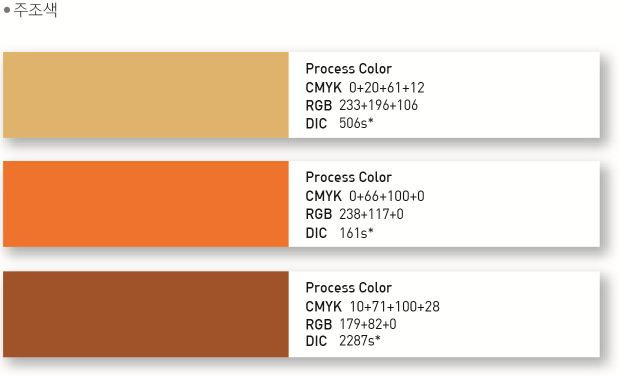 ● 주조색
Process Color
CMYK 0+20+61+12
RGB 233+196+106
DIC 506s*
Process Color
CMYK 0+66+100+0
RGB 238+117+0
DIC 161s*
Process Color
CMYK 10+71+100+28
RGB 179+82+0
DIC 2287s*